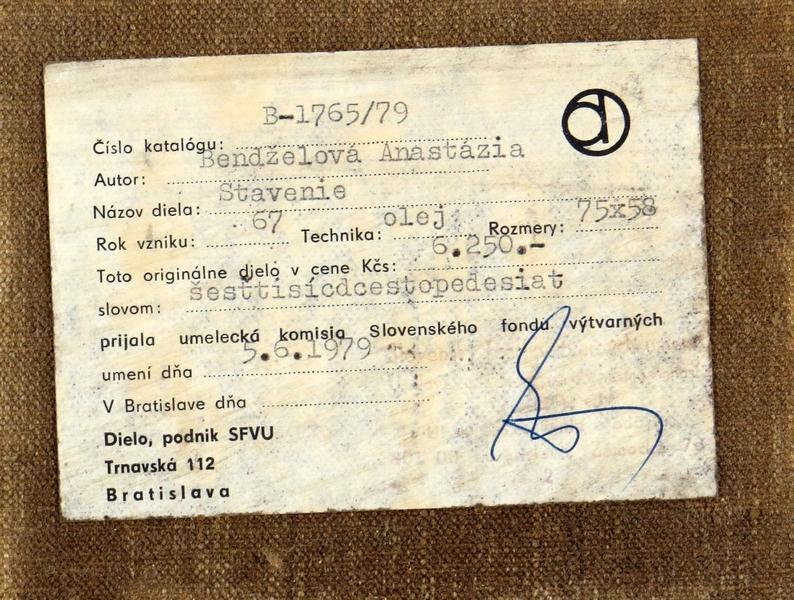 Číslo katalógu: B-1765/79
Autor: Bendželová Anastázia
Názov diela: Stavenie
Rok vzniku: 67 Technika: olej Rozmery: 75x58
Toto originálne dielo v cene Kčs: 6.250.-
slovom: šesťtisícdcestopedesiat
prijala umelecká komisia Slovenského fondu výtvarných
umení dňa 5.6.1979
V Bratislave dňa
Dielo, podnik SFVU
Trnavská 112
Bratislava